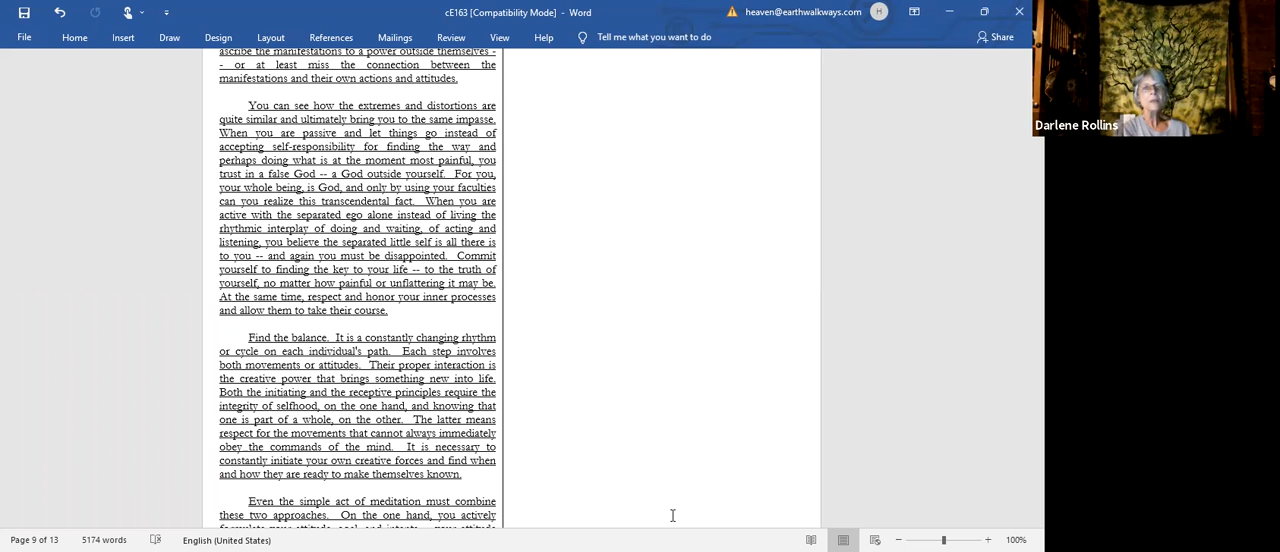 cE163 [Compatibility Mode] - Word
heaven@earthwalkways.com
H
File
Home
Insert
Draw
Design
Layout
References
Mailings
Review
View
Help
Tell me what you want to do
Share
ascribe the manifestations to a power outside themselves -
- or at least miss the connection between the
manifestations and their own actions and attitudes.
You can see how the extremes and distortions are
quite similar and ultimately bring you to the same impasse.
When you are passive and let things go instead of
accepting self-responsibility for finding the way and
perhaps doing what is at the moment most painful, you
trust in a false God -- a God outside yourself. For you,
your whole being, is God, and only by using your faculties
can you realize this transcendental fact. When you are
active with the separated ego alone instead of living the
rhythmic interplay of doing and waiting, of acting and
listening, you believe the separated little self is all there is
to you -- and again you must be disappointed. Commit
yourself to finding the key to your life -- to the truth of
yourself, no matter how painful or unflattering it may be.
At the same time, respect and honor your inner processes
and allow them to take their course.
Find the balance. It is a constantly changing rhythm
or cycle on each individual's path. Each step involves
both movements or attitudes. Their proper interaction is
the creative power that brings something new into life.
Both the initiating and the receptive principles require the
integrity of selfhood, on the one hand, and knowing that
one is part of a whole, on the other. The latter means
respect for the movements that cannot always immediately
obey the commands of the mind. It is necessary to
constantly initiate your own creative forces and find when
and how they are ready to make themselves known.
Even the simple act of meditation must combine
these two approaches. On the one hand, you actively
Page 9 of 13
5174 words
English (United States)
100%
Darlene Rollins